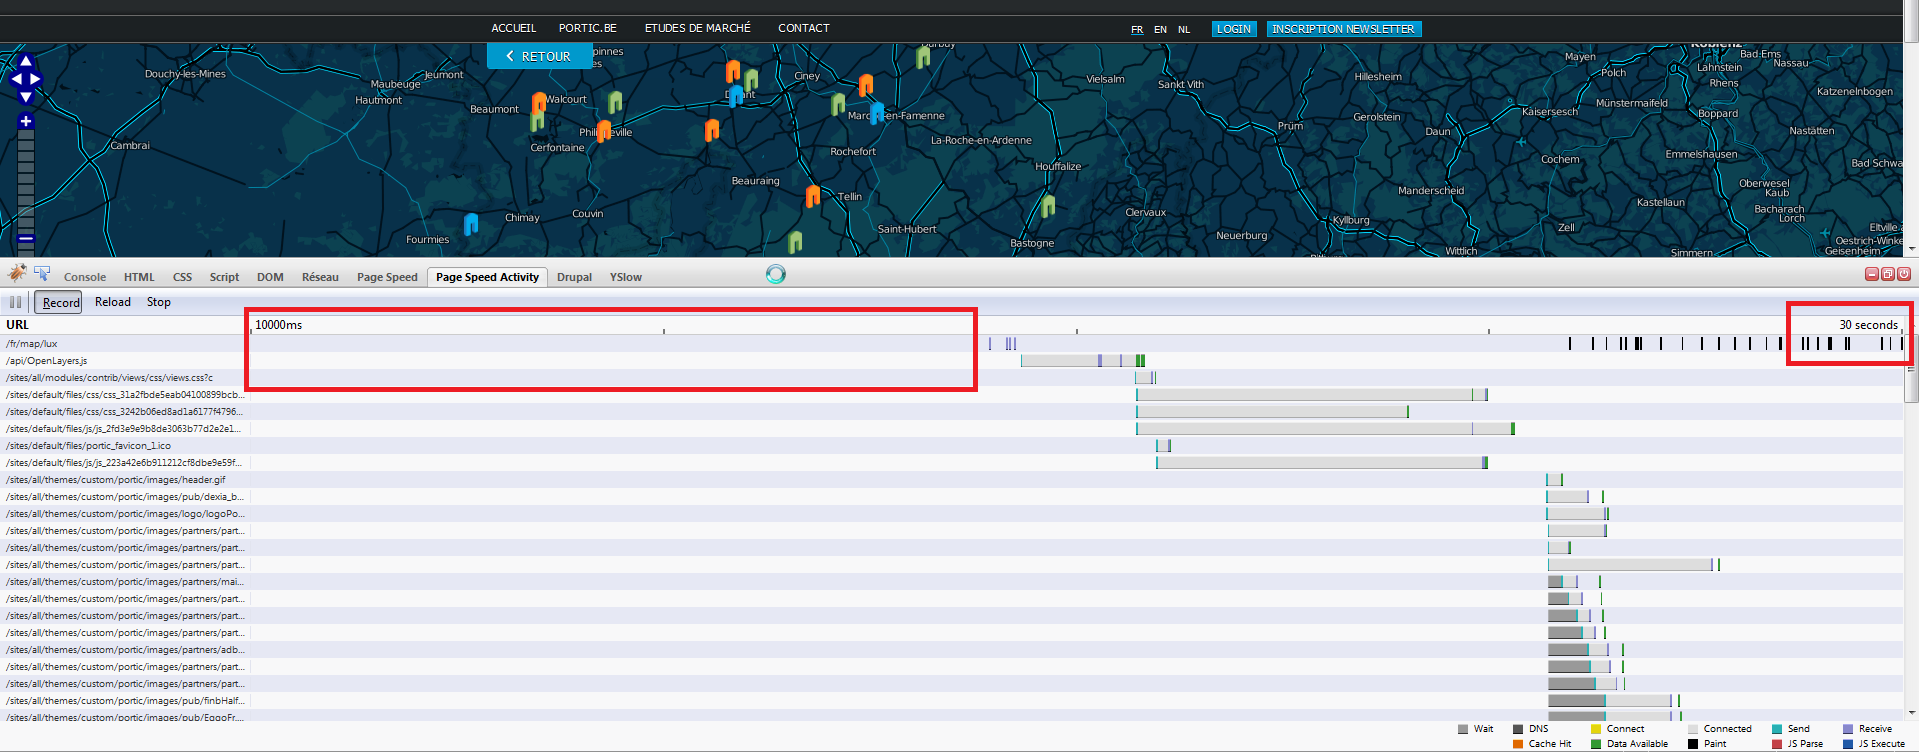 ACCUEIL PORTIC.BE ETUDES DE MARCHÉ CONTACT FR EN NL LOGIN INSCRIPTION NEWSLETTER
RETOUR
Douchy-les-Mines
Maubeuge
Jeumont
Hautmont
Beaumont
Walcourt
Cerfontaine
Cambrai
Chimay
Couvin
Fourmies
Ciney
Rochefort
Beauraing
Tellin
Saint-Hubert
La-Roche-en-Ardenne
Houffalize
Bastogne
Vielsalm
Sankt Vith
Clervaux
Neuerburg
Prüm
Hillesheim
Gerolstein
Daun
Manderscheid
Kyllburg
Wittlich
Mayen
Polch
Kaisersesch
Münstermaifeld
Cochem
Zell
Koblenz
Bad Ems
Lahnstein
Nassau
Rhens
Katzenelnbogen
Boppard
Nastätten
Emmelshausen
Bad Schwa
Oberwesel
Kaub
Kastellaun
Bacharach
Lorch
Eltville a
Oestrich-Winke
Geisenheim
Simmern
Console HTML CSS Script DOM Réseau Page Speed Page Speed Activity Drupal YSlow
Record Reload Stop
URL 10000ms 30 seconds
/fr/map/lux
/api/OpenLayers.js
/sites/all/modules/contrib/views/css/views.css?c
/sites/default/files/css/css_31a2fbde5eab04100899bcb...
/sites/default/files/css/css_3242b06ed8ad1a6177f4796...
/sites/default/files/js/js_2fd3e9e9b8de3063b77d2e2e1...
/sites/default/files/portic_favicon_1.ico
/sites/default/files/js/js_223a42e6b911212cf8dbe9e59f...
/sites/all/themes/custom/portic/images/header.gif
/sites/all/themes/custom/portic/images/pub/dexia_b...
/sites/all/themes/custom/portic/images/logo/logoPo...
/sites/all/themes/custom/portic/images/partners/part...
/sites/all/themes/custom/portic/images/partners/part...
/sites/all/themes/custom/portic/images/partners/part...
/sites/all/themes/custom/portic/images/partners/mai...
/sites/all/themes/custom/portic/images/partners/part...
/sites/all/themes/custom/portic/images/partners/part...
/sites/all/themes/custom/portic/images/partners/part...
/sites/all/themes/custom/portic/images/partners/adb...
/sites/all/themes/custom/portic/images/partners/part...
/sites/all/themes/custom/portic/images/partners/part...
/sites/all/themes/custom/portic/images/pub/finbHalf...
/sites/all/themes/custom/portic/images/pub/EggoFr...
Wait DNS Connect Connected Send Receive
Cache Hit Data Available Paint JS Parse JS Execute